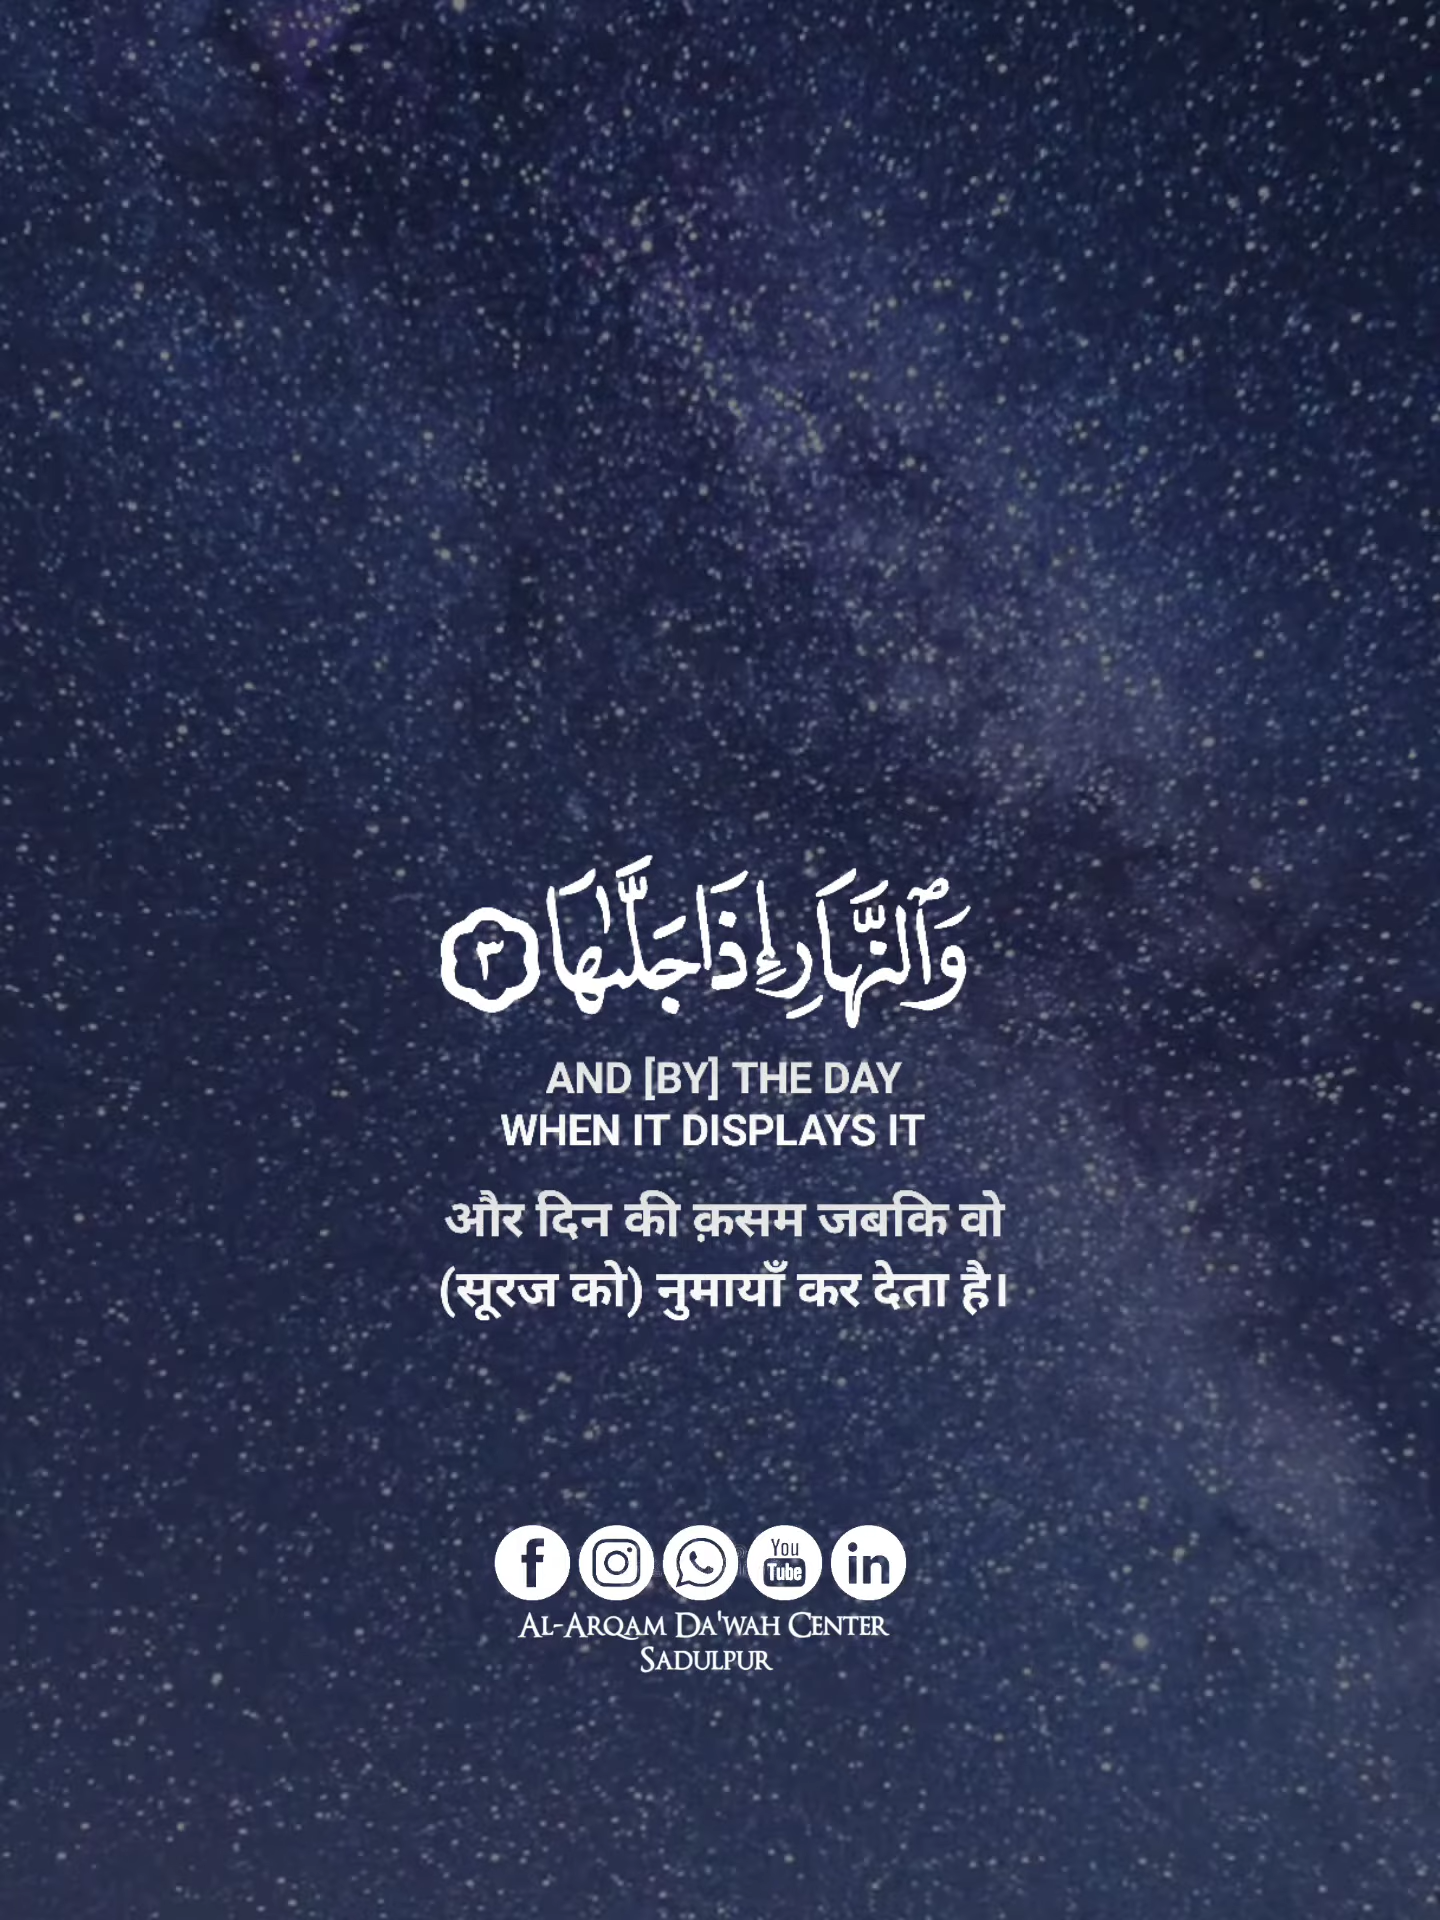 وَٱلنَّهَارِ إِذَا جَلَّىٰهَا ٣
AND [BY] THE DAY
WHEN IT DISPLAYS IT
और दिन की क़सम जबकि वो
(सूरज को) नुमायाँ कर देता है।
f You Tube in
AL-ARQAM DA'WAH CENTER
SADULPUR